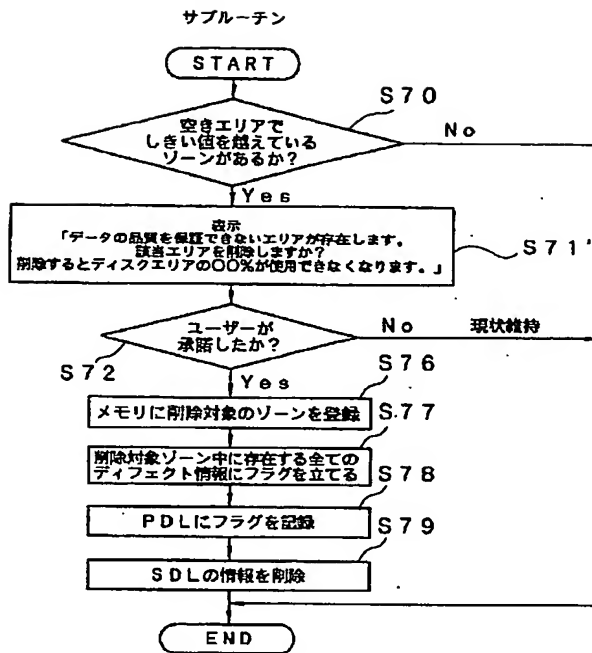 サブルーチン
START
S70
空きエリアで
しきい値を越えている
ゾーンがあるか?
No
Yes
表示
「データの品質を保証できないエリアが存在します。
該当エリアを削除しますか?
削除するとディスクエリアの〇〇%が使用できなくなります。」
S71'
ユーザーが
承諾したか?
No
現状維持
S72
Yes
S76
メモリに削除対象のゾーンを登録
S77
削除対象ゾーン中に存在する全ての
ディフェクト情報にフラグを立てる
S78
PDLにフラグを記録
S79
SDLの情報を削除
END